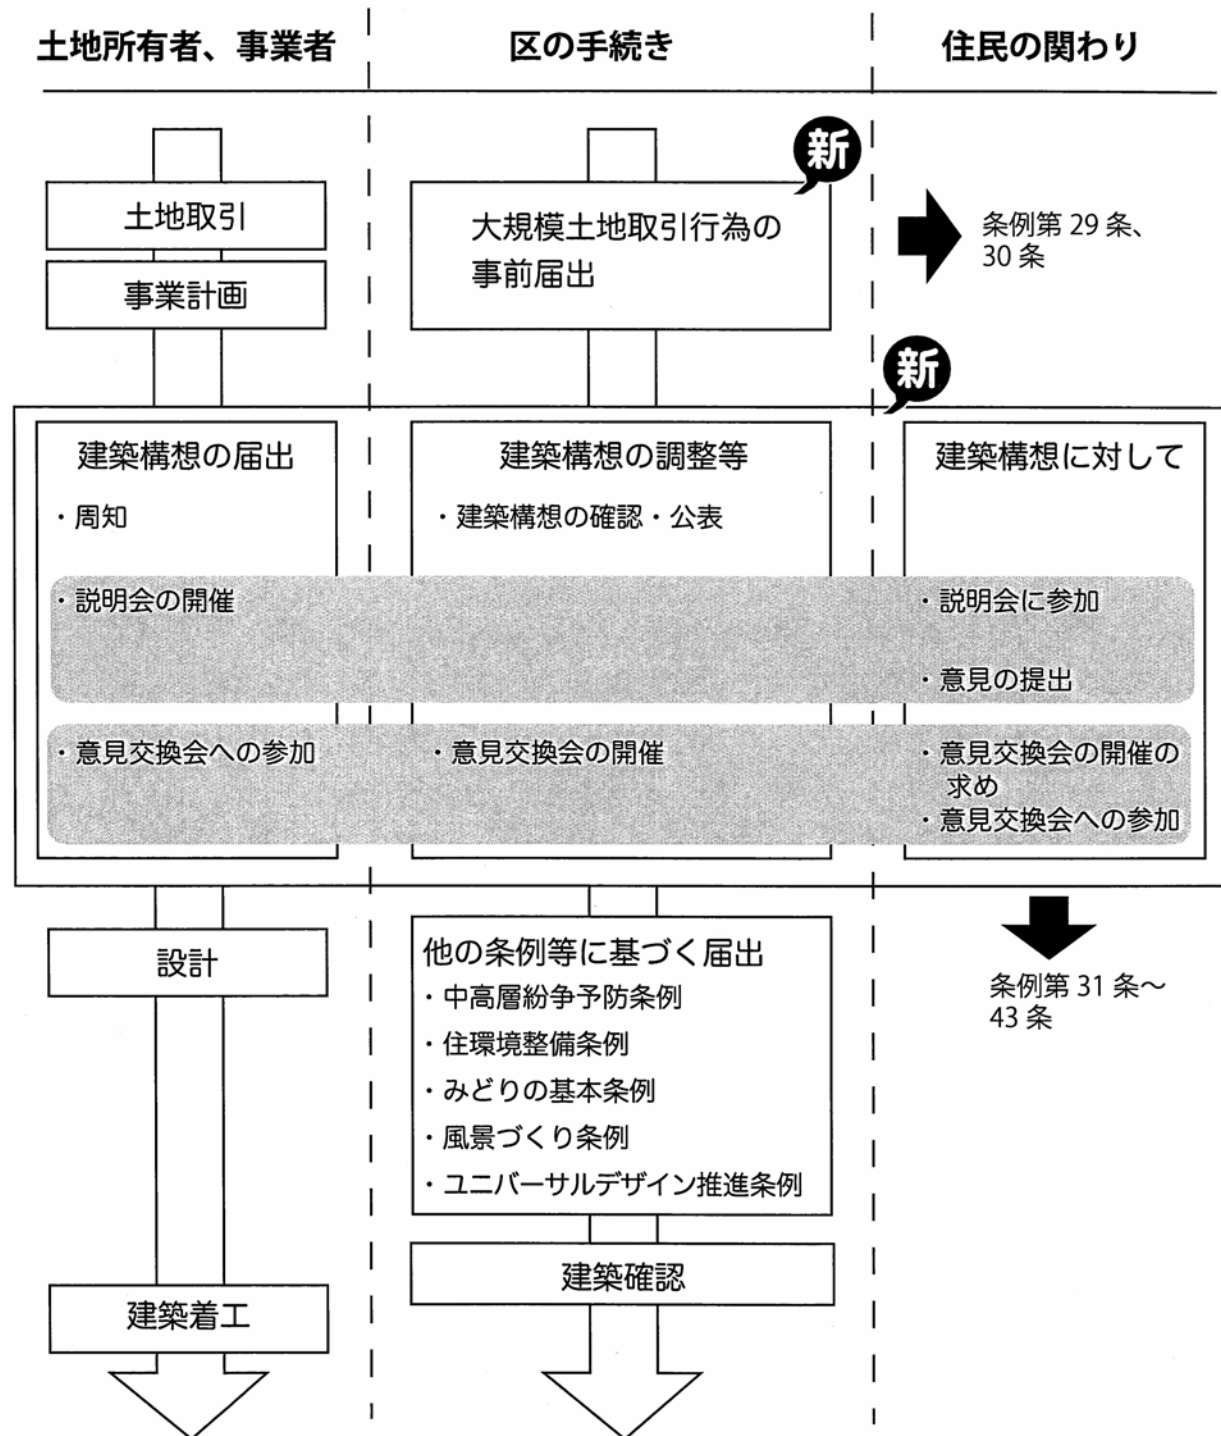 土地所有者、事業者
区の手続き
住民の関わり
土地取引
事業計画
新
大規模土地取引行為の
事前届出
条例第 29 条、
30 条
新
建築構想の届出
・周知
・説明会の開催
・意見交換会への参加
建築構想の調整等
・建築構想の確認・公表
・意見交換会の開催
建築構想に対して
・説明会に参加
・意見の提出
・意見交換会の開催の
求め
・意見交換会への参加
条例第 31 条～
43 条
設計
建築着工
他の条例等に基づく届出
・中高層紛争予防条例
・住環境整備条例
・みどりの基本条例
・風景づくり条例
・ユニバーサルデザイン推進条例
建築確認